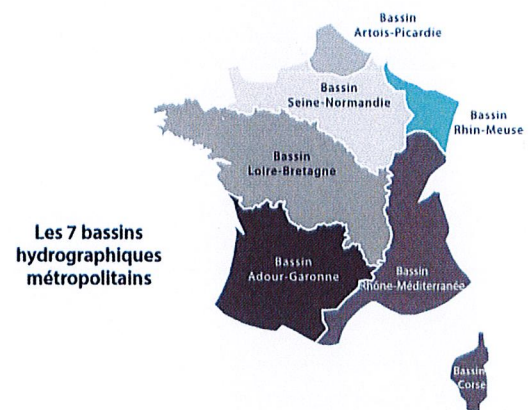 Bassin
Artois-Picardie
Bassin
Seine-Normandie
Bassin
Rhin-Meuse
Bassin
Loire-Bretagne
Les 7 bassins
hydrographiques
métropolitains
Bassin
Adour-Garonne
Bassin
Rhône-Méditerranée
Bassin
Corse